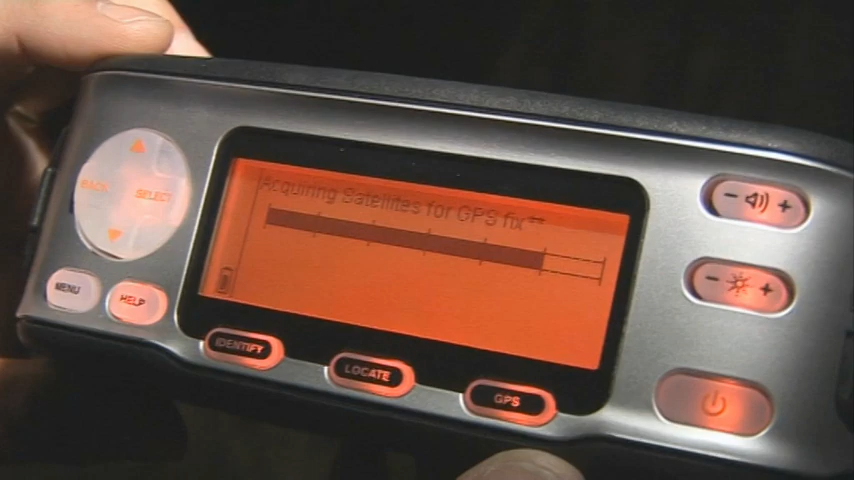 Acquiring Satellites for GPS fix
BACK
SELECT
MENU
HELP
IDENTIFY
LOCATE
GPS
- +
- +